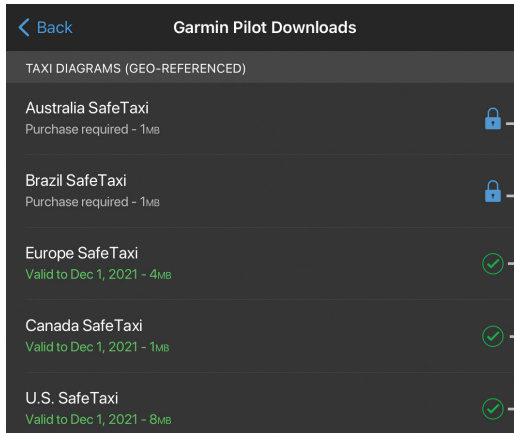 Back
Garmin Pilot Downloads
TAXI DIAGRAMS (GEO-REFERENCED)
Australia SafeTaxi
Purchase required - 1MB
Brazil SafeTaxi
Purchase required - 1MB
Europe SafeTaxi
Valid to Dec 1, 2021 - 4MB
Canada SafeTaxi
Valid to Dec 1, 2021 - 1MB
U.S. SafeTaxi
Valid to Dec 1, 2021 - 8MB